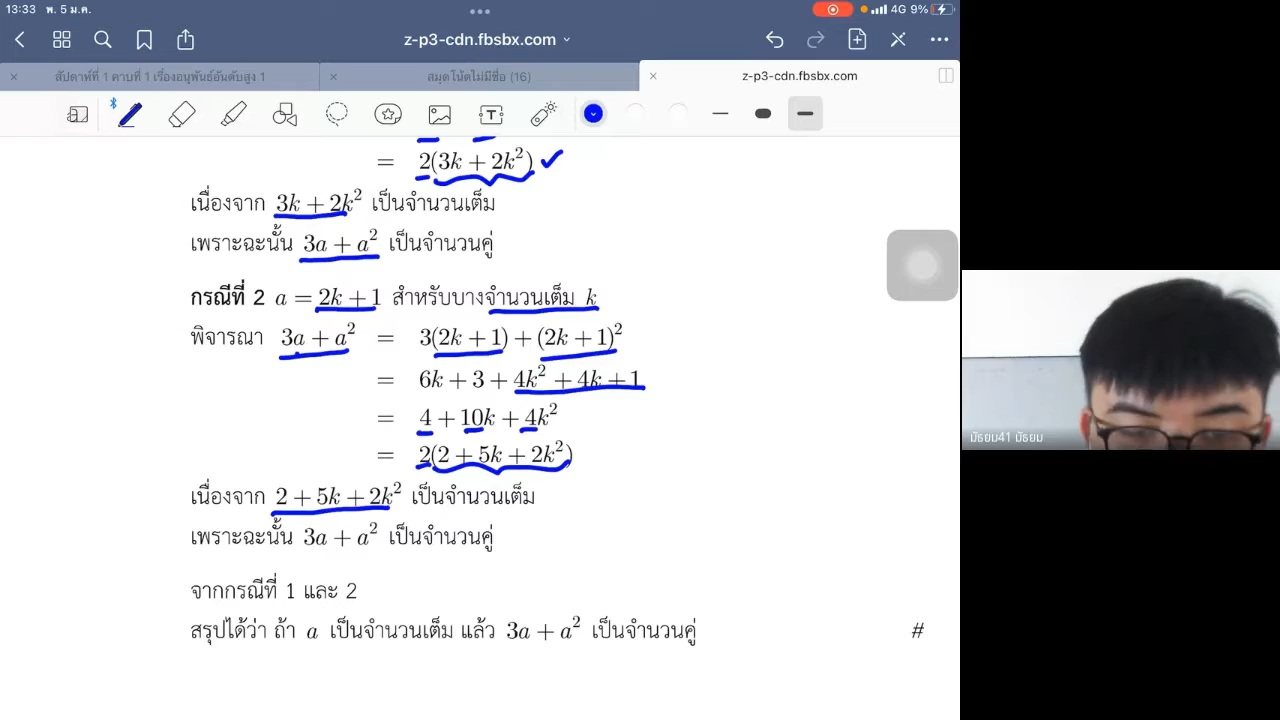 13:33 พ. 5 ม.ค.
4G 9%
z-p3-cdn.fbsbx.com
สัปดาห์ที่ 1 คาบที่ 1 เรื่องอนุพันธ์อันดับสูง 1
สมุดโน้ตไม่มีชื่อ (16)
z-p3-cdn.fbsbx.com
= 2(3k + 2k²)
เนื่องจาก 3k + 2k² เป็นจำนวนเต็ม
เพราะฉะนั้น 3a + a² เป็นจำนวนคู่
กรณีที่ 2 a = 2k + 1 สำหรับบางจำนวนเต็ม k
พิจารณา 3a + a² = 3(2k + 1) + (2k + 1)²
= 6k + 3 + 4k² + 4k + 1
= 4 + 10k + 4k²
= 2(2 + 5k + 2k²)
เนื่องจาก 2 + 5k + 2k² เป็นจำนวนเต็ม
เพราะฉะนั้น 3a + a² เป็นจำนวนคู่
จากกรณีที่ 1 และ 2
สรุปได้ว่า ถ้า a เป็นจำนวนเต็ม แล้ว 3a + a² เป็นจำนวนคู่ #
มัธยม41 มัธยม